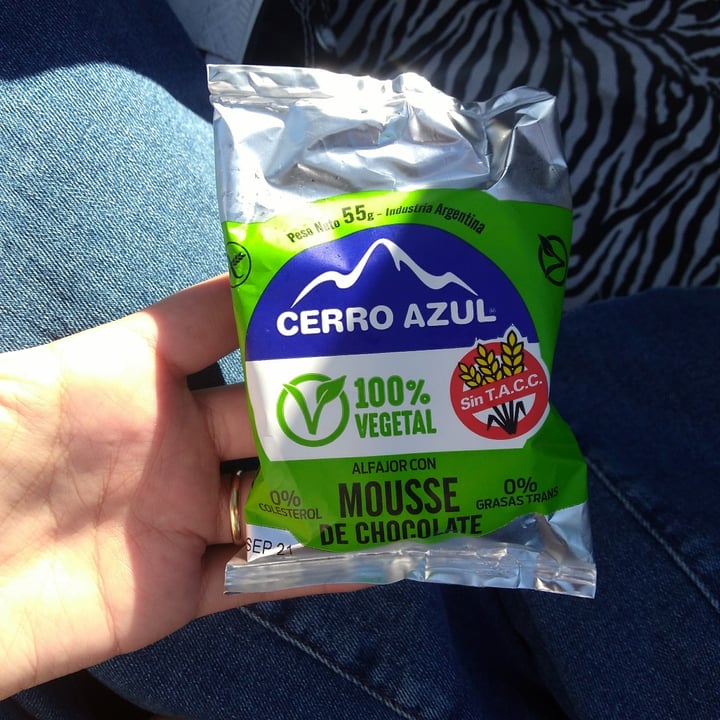 Peso Neto 55g - Industria Argentina
CERRO AZUL
100%
VEGETAL
Sin T.A.C.C.
ALFAJOR CON
MOUSSE
DE CHOCOLATE
0%
COLESTEROL
0%
GRASAS TRANS
SEP 21